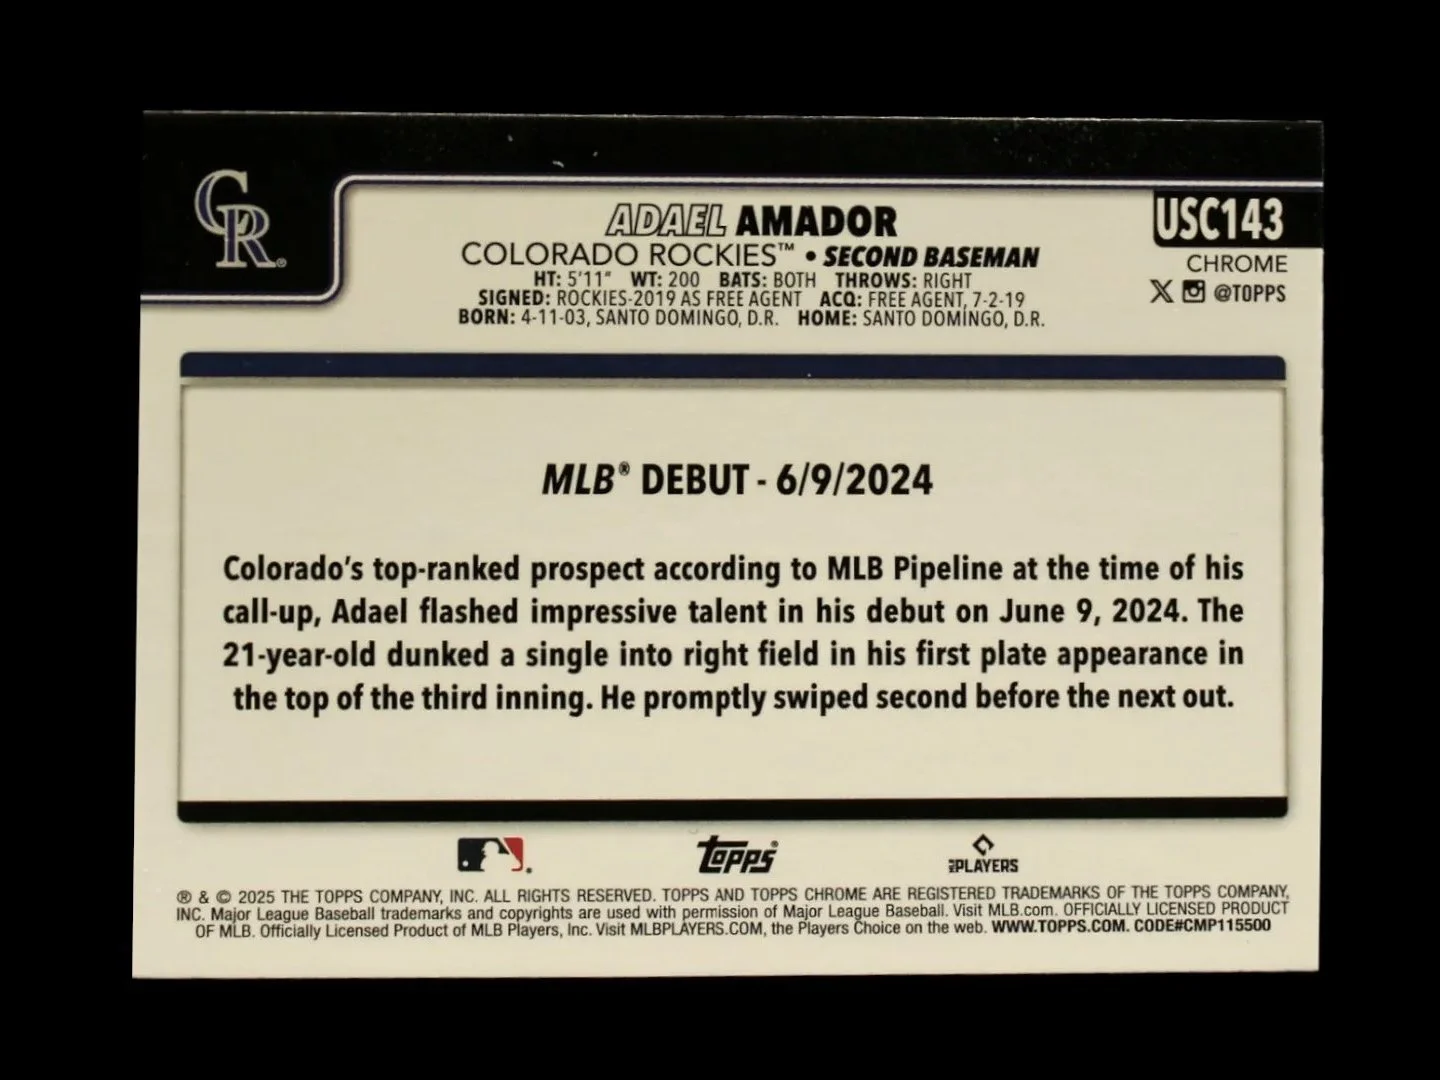 CR®
ADAEL AMADOR
USC143
COLORADO ROCKIES™ • SECOND BASEMAN
CHROME
HT: 5'11" WT: 200 BATS: BOTH THROWS: RIGHT
@TOPPS
SIGNED: ROCKIES-2019 AS FREE AGENT ACQ: FREE AGENT, 7-2-19
BORN: 4-11-03, SANTO DOMINGO, D.R. HOME: SANTO DOMINGO, D.R.
MLB® DEBUT - 6/9/2024
Colorado's top-ranked prospect according to MLB Pipeline at the time of his
call-up, Adael flashed impressive talent in his debut on June 9, 2024. The
21-year-old dunked a single into right field in his first plate appearance in
the top of the third inning. He promptly swiped second before the next out.
Topps®
MLB PLAYERS
® & © 2025 THE TOPPS COMPANY, INC. ALL RIGHTS RESERVED. TOPPS AND TOPPS CHROME ARE REGISTERED TRADEMARKS OF THE TOPPS COMPANY,
INC. Major League Baseball trademarks and copyrights are used with permission of Major League Baseball. Visit MLB.com. OFFICIALLY LICENSED PRODUCT
OF MLB. Officially Licensed Product of MLB Players, Inc. Visit MLBPLAYERS.COM, the Players Choice on the web. WWW.TOPPS.COM. CODE#CMP115500